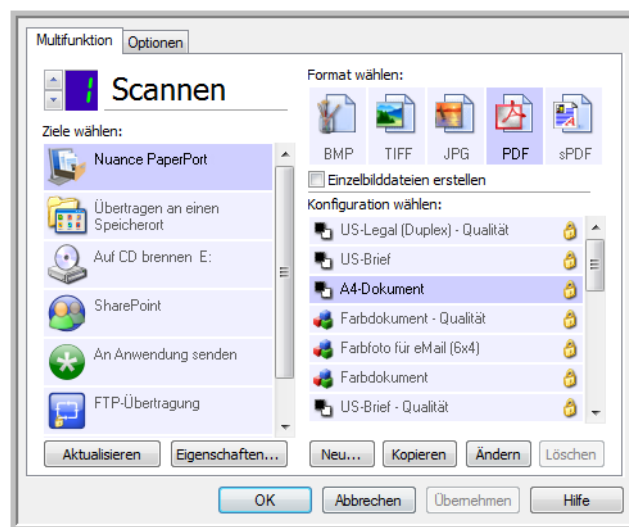 Multifunktion Optionen
1 Scannen
Ziele wählen:
Nuance PaperPort
Übertragen an einen
Speicherort
Auf CD brennen E:
SharePoint
An Anwendung senden
FTP-Übertragung
Aktualisieren Eigenschaften...
Format wählen:
BMP TIFF JPG PDF sPDF
Einzelbilddateien erstellen
Konfiguration wählen:
US-Legal (Duplex) - Qualität
US-Brief
A4-Dokument
Farbdokument - Qualität
Farbfoto für eMail (6x4)
Farbdokument
US-Brief - Qualität
Neu... Kopieren Ändern Löschen
OK Abbrechen Übernehmen Hilfe